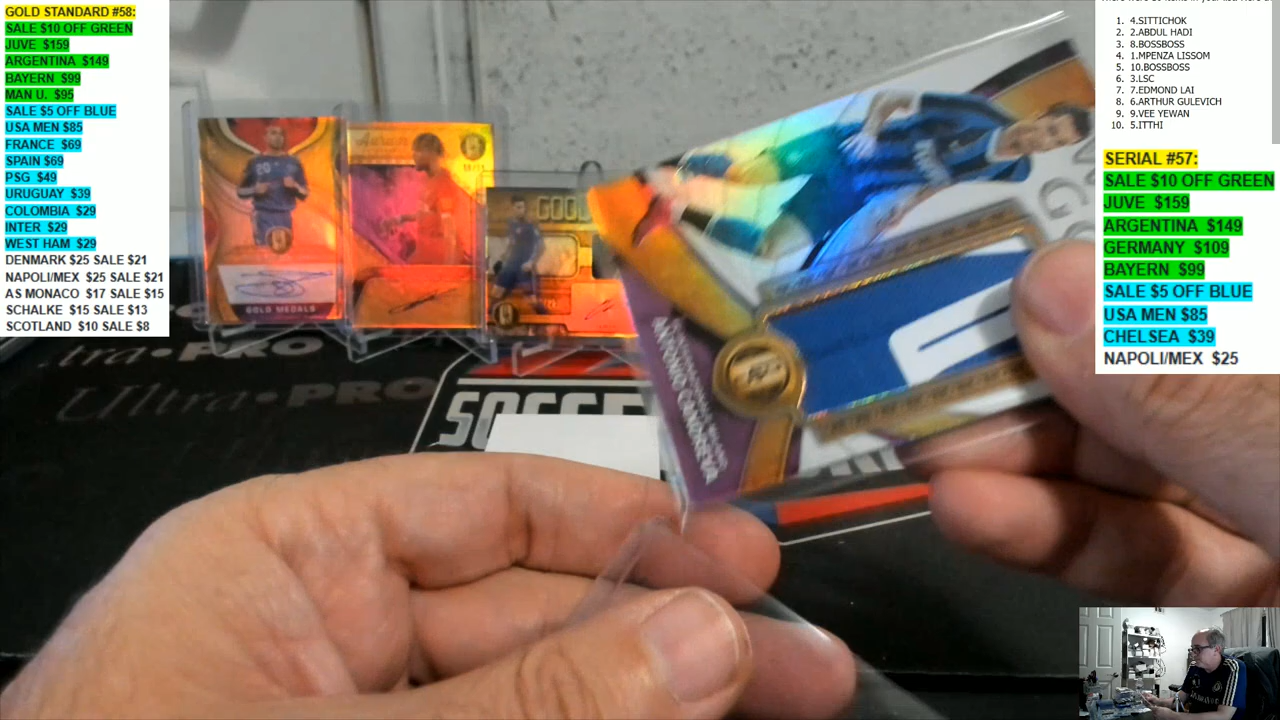 GOLD STANDARD #58:
SALE $10 OFF GREEN
JUVE $159
ARGENTINA $149
BAYERN $99
MAN U. $95
SALE $5 OFF BLUE
USA MEN $85
FRANCE $69
SPAIN $69
PSG $49
URUGUAY $39
COLOMBIA $29
INTER $29
WEST HAM $29
DENMARK $25 SALE $21
NAPOLI/MEX $25 SALE $21
AS MONACO $17 SALE $15
SCHALKE $15 SALE $13
SCOTLAND $10 SALE $8
1. 4.SITTICHOK
2. 2.ABDUL HADI
3. 8.BOSSBOSS
4. 1.MPENZA LISSOM
5. 10.BOSSBOSS
6. 3.LSC
7. 7.EDMOND LAI
8. 6.ARTHUR GULEVICH
9. 9.VEE YEWAN
10. 5.ITTHI
SERIAL #57:
SALE $10 OFF GREEN
JUVE $159
ARGENTINA $149
GERMANY $109
BAYERN $99
SALE $5 OFF BLUE
USA MEN $85
CHELSEA $39
NAPOLI/MEX $25
GOLD MEDALS
GOOL
ANTONIO CANDREVA
Ultra·PRO
SOCCE